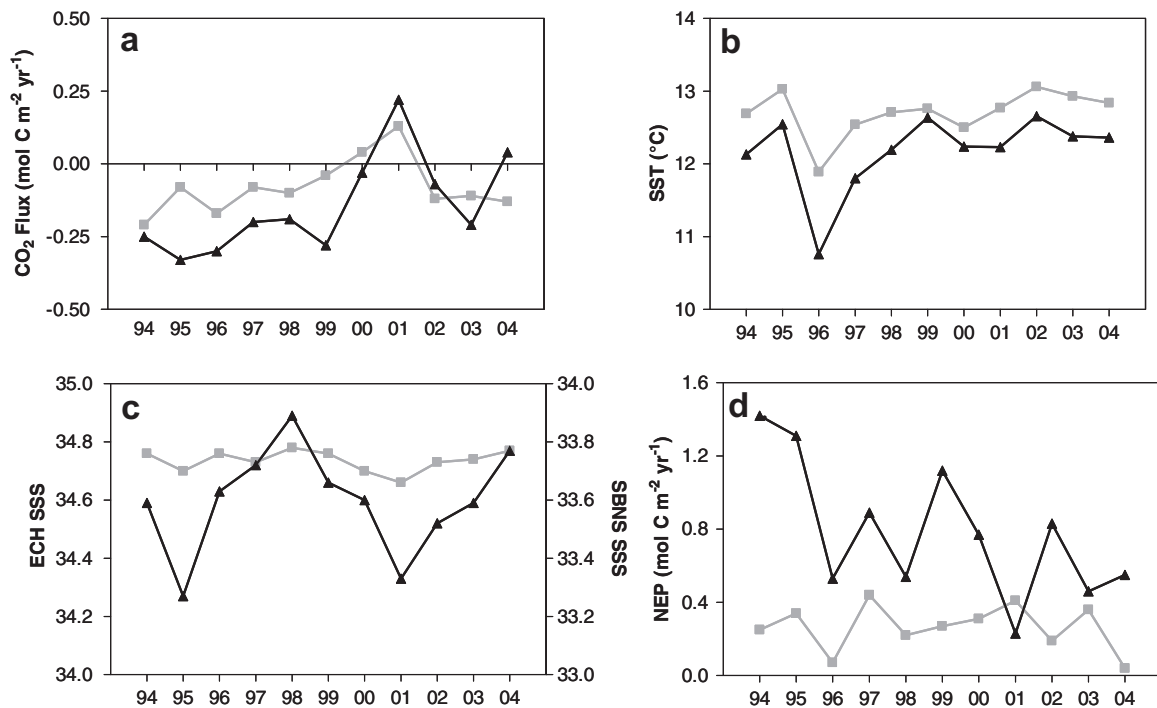 a
CO₂ Flux (mol C m⁻² yr⁻¹)
0.50
0.25
0.00
-0.25
-0.50
94 95 96 97 98 99 00 01 02 03 04
b
SST (°C)
14
13
12
11
10
94 95 96 97 98 99 00 01 02 03 04
c
ECH SSS
35.0
34.8
34.6
34.4
34.2
34.0
34.0
33.8
33.6
33.4
33.2
33.0
SBNS SSS
94 95 96 97 98 99 00 01 02 03 04
d
NEP (mol C m⁻² yr⁻¹)
1.6
1.2
0.8
0.4
0.0
94 95 96 97 98 99 00 01 02 03 04